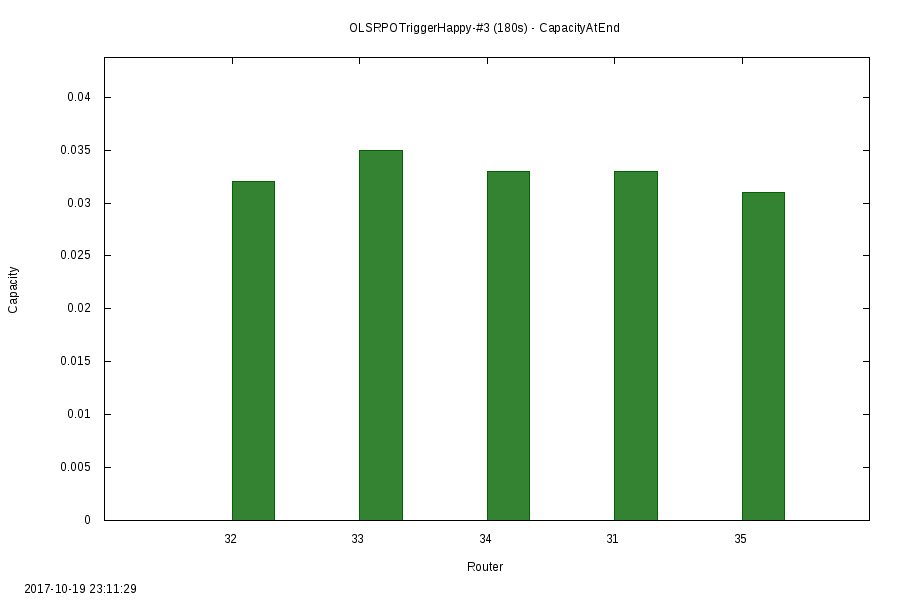 OLSRPOTriggerHappy-#3 (180s) - CapacityAtEnd
0.04
0.035
0.03
0.025
0.02
0.015
0.01
0.005
0
Capacity
32 33 34 31 35
Router
2017-10-19 23:11:29